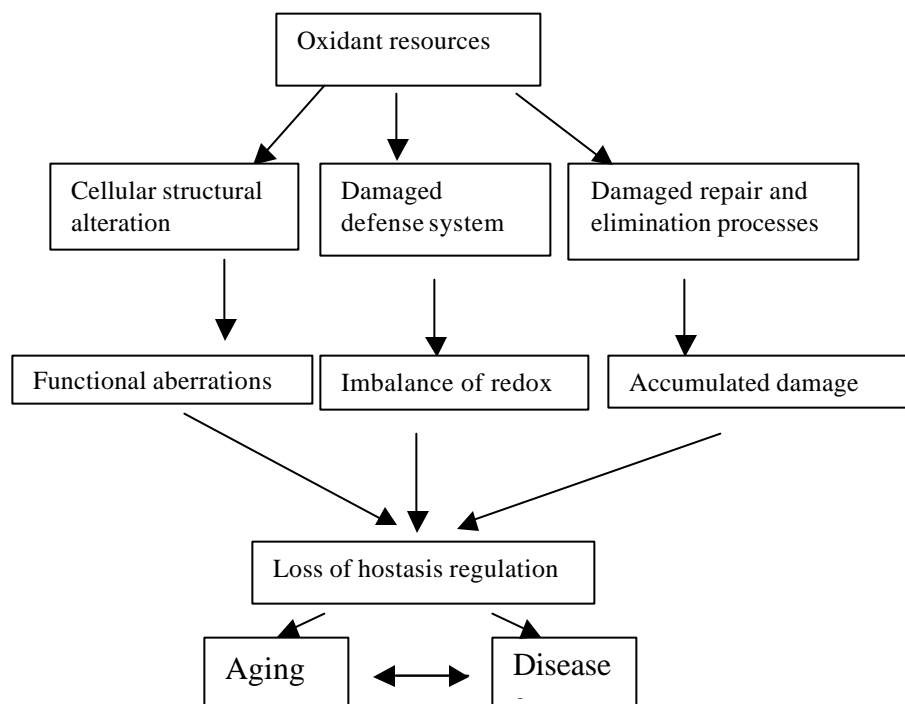 Oxidant resources
Cellular structural
alteration
Damaged
defense system
Damaged repair and
elimination processes
Functional aberrations
Imbalance of redox
Accumulated damage
Loss of hostasis regulation
Aging
Disease